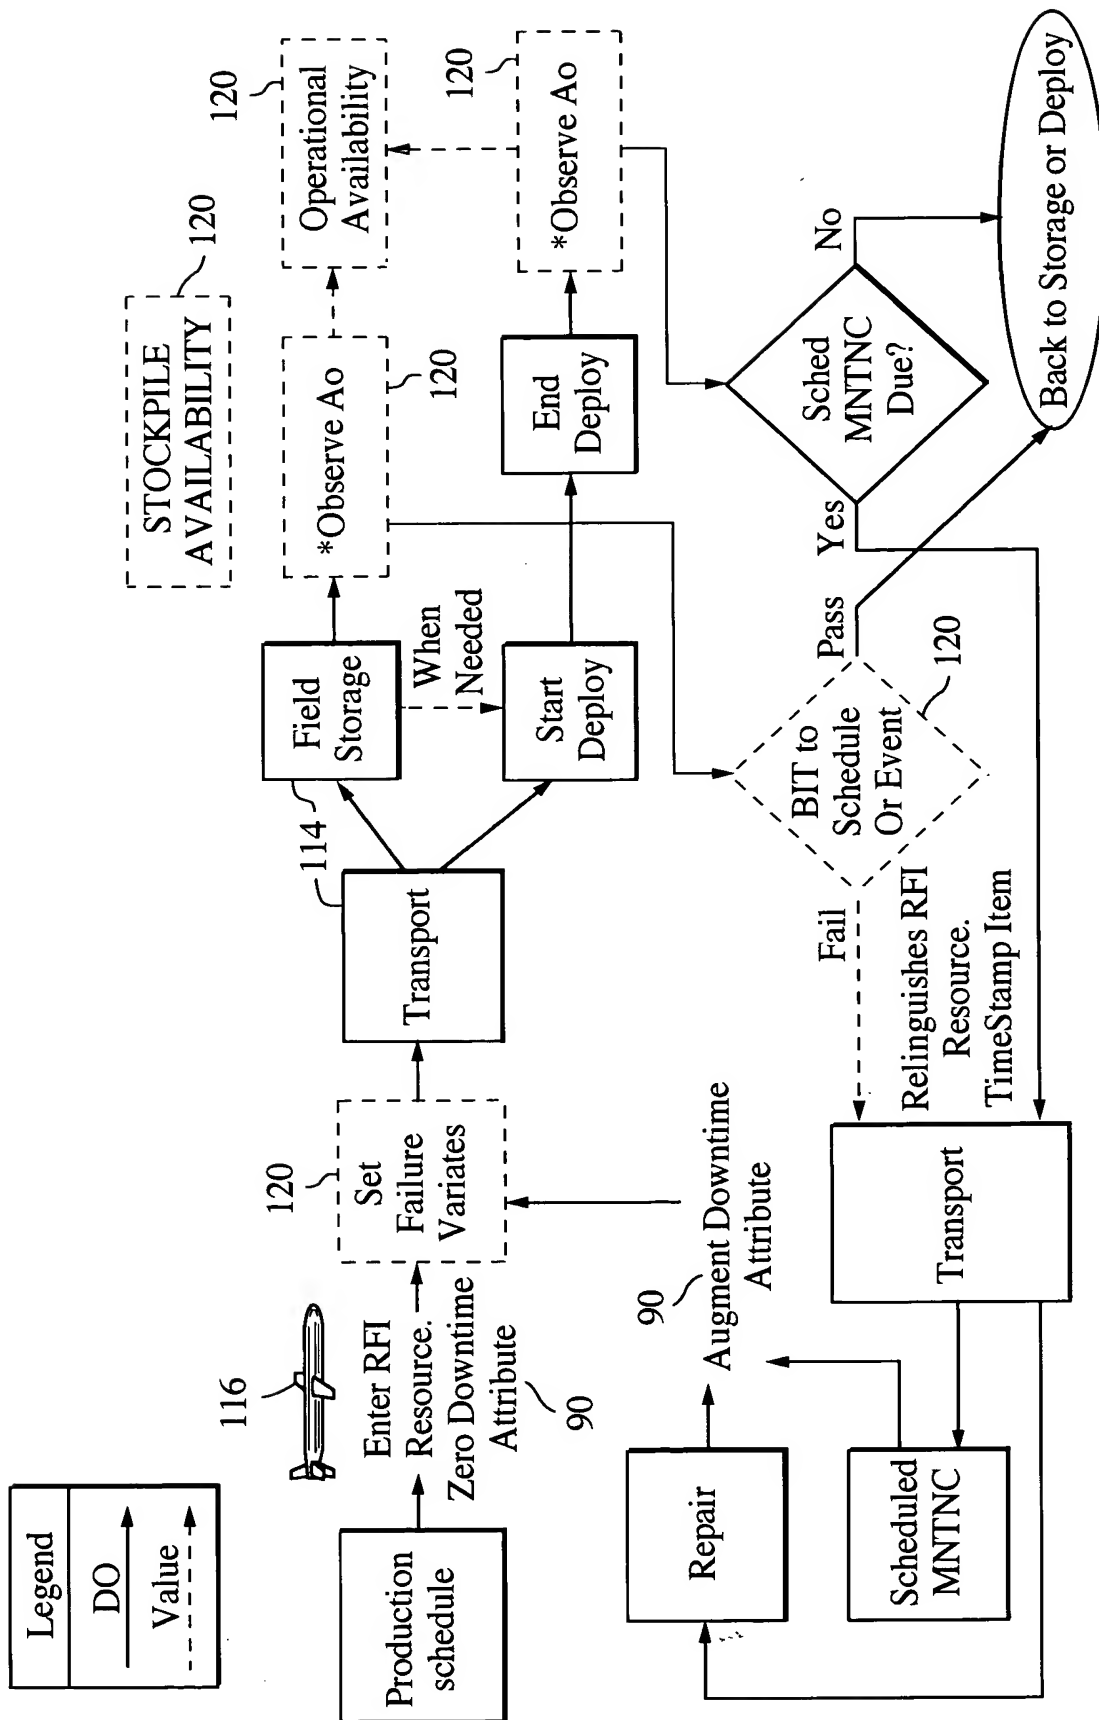 Legend
DO
Value
116
STOCKPILE
AVAILABILITY
120
Production
schedule
Enter RFI
Resource.
Zero Downtime
Attribute
90
120
Set
Failure
Variates
Transport
114
Field
Storage
When
Needed
Start
Deploy
*Observe Ao
120
Operational
Availability
120
End
Deploy
*Observe Ao
120
Repair
Scheduled
MNTNC
90
Augment Downtime
Attribute
Transport
Fail
Relinguishes RFI
Resource.
TimeStamp Item
BIT to
Schedule
Or Event
120
Pass
Yes
Sched
MNTNC
Due?
No
Back to Storage or Deploy